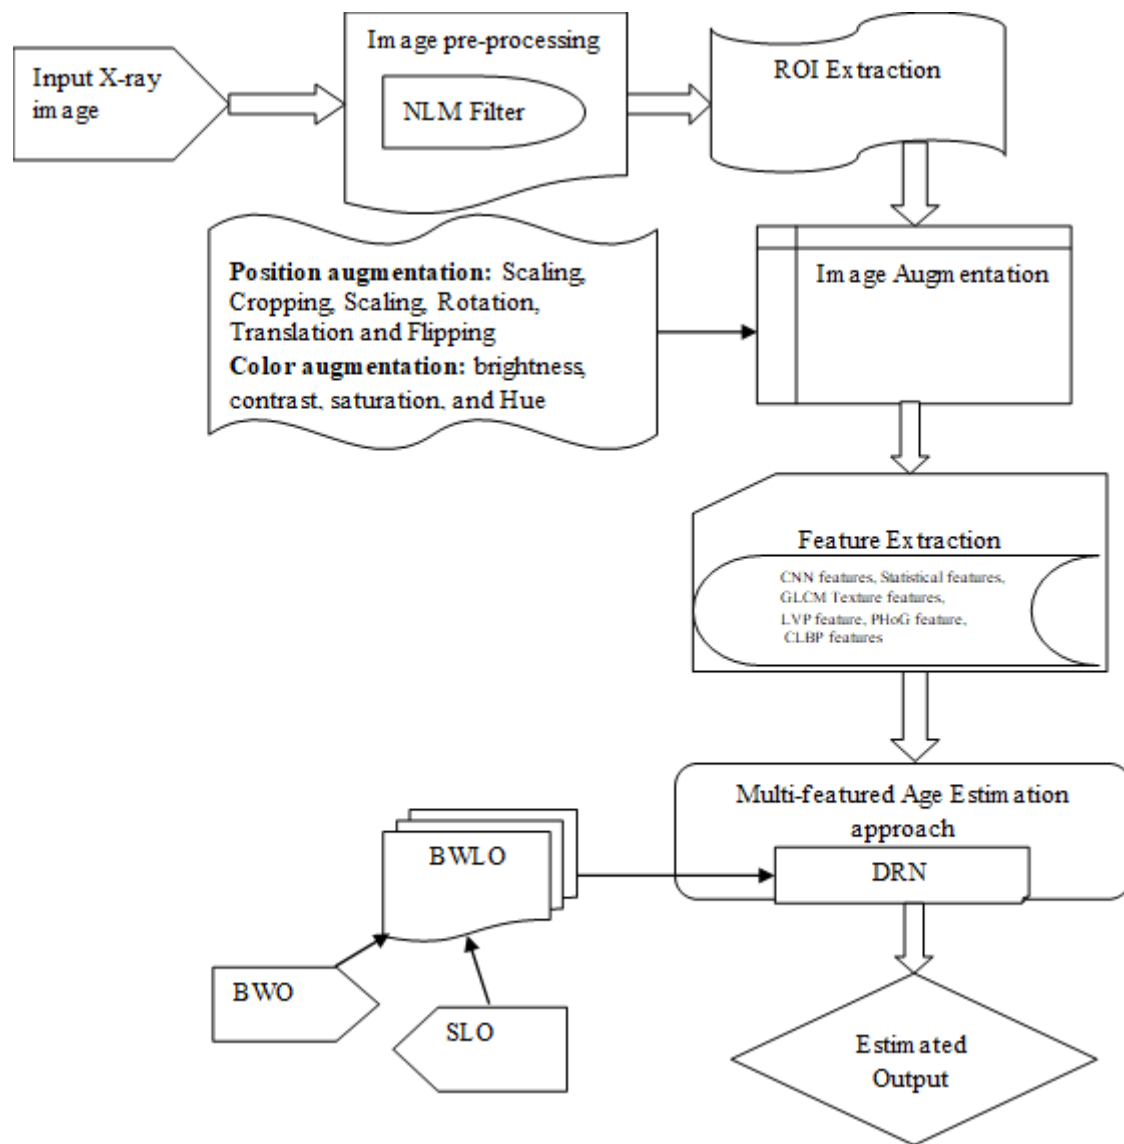 Input X-ray
image
Image pre-processing
NLM Filter
ROI Extraction
Position augmentation: Scaling,
Cropping, Scaling, Rotation,
Translation and Flipping
Color augmentation: brightness,
contrast, saturation, and Hue
Image Augmentation
Feature Extraction
CNN features, Statistical features,
GLCM Texture features,
LVP feature, PHoG feature,
CLBP features
Multi-featured Age Estimation
approach
DRN
BWLO
BWO
SLO
Estimated
Output